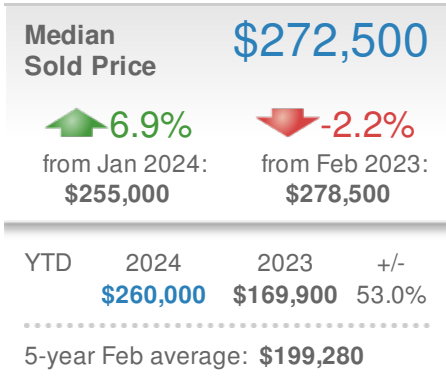 Median $272,500
Sold Price
6.9% -2.2%
from Jan 2024: from Feb 2023:
$255,000 $278,500
YTD 2024 2023 +/-
$260,000 $169,900 53.0%
5-year Feb average: $199,280